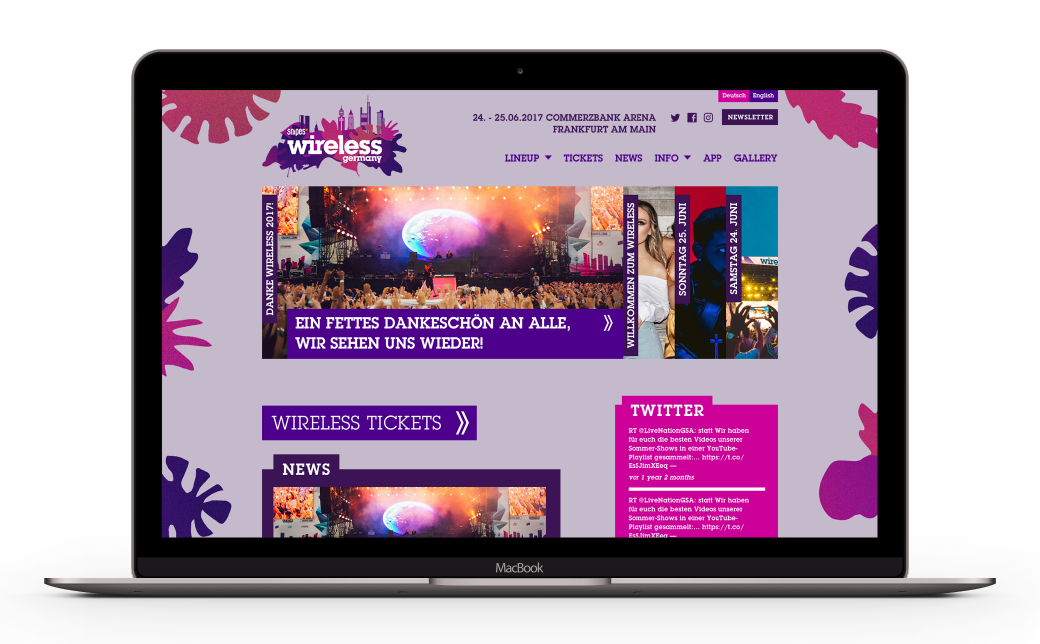 Deutsch English
snipes
wireless
germany
24. - 25.06.2017 COMMERZBANK ARENA
FRANKFURT AM MAIN
NEWSLETTER
LINEUP TICKETS NEWS INFO APP GALLERY
DANKE WIRELESS 2017!
EIN FETTES DANKESCHÖN AN ALLE,
WIR SEHEN UNS WIEDER!
WILLKOMMEN ZUM WIRELESS
SONNTAG 25. JUNI
SAMSTAG 24. JUNI
wire
WIRELESS TICKETS
NEWS
TWITTER
RT @LiveNationGSA: statt Wir haben
für euch die besten Videos unserer
Sommer-Shows in einer YouTube-
Playlist gesammelt:... https://t.co/
EsSJimXEeq —
vor 1 year 2 months
RT @LiveNationGSA: statt Wir haben
für euch die besten Videos unserer
Sommer-Shows in einer YouTube-
Playlist gesammelt:... https://t.co/
EsSJimXEeq —
MacBook